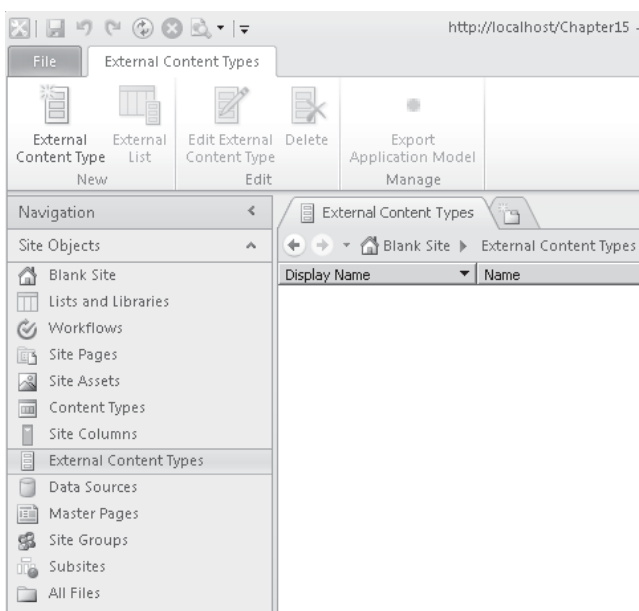 http://localhost/Chapter15 -
File External Content Types
External Content Type
External List
Edit External Content Type
Delete
Export Application Model
New Edit Manage
Navigation
Site Objects
Blank Site
Lists and Libraries
Workflows
Site Pages
Site Assets
Content Types
Site Columns
External Content Types
Data Sources
Master Pages
Site Groups
Subsites
All Files
External Content Types
Blank Site External Content Types
Display Name Name